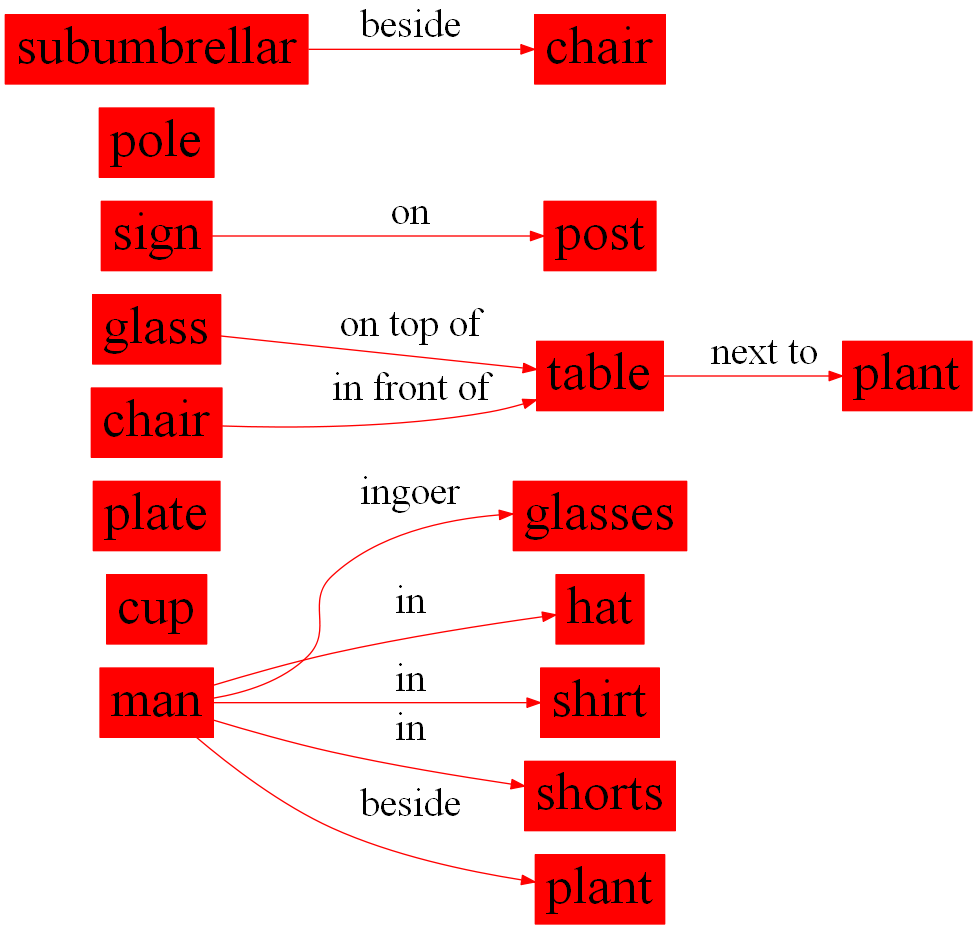 subumbrellar beside chair
pole
sign on post
glass on top of table next to plant
chair in front of
plate ingoer glasses
cup in hat
man in shirt
in shorts
beside plant